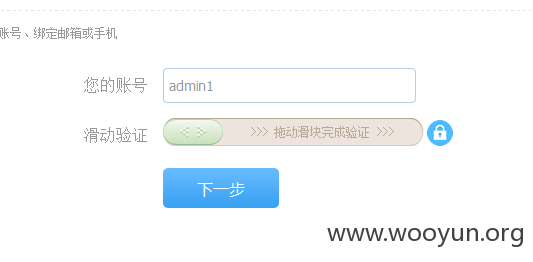 账号、绑定邮箱或手机
您的账号 admin1
滑动验证 >>> 拖动滑块完成验证 >>>
下一步
www.wooyun.org